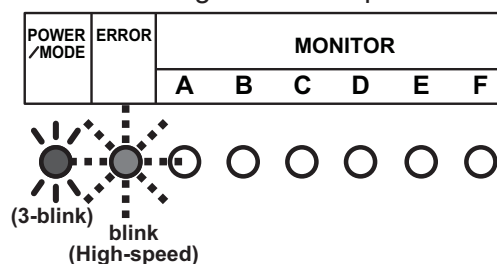 POWER
/MODE
ERROR
MONITOR
A B C D E F
(3-blink)
blink
(High-speed)